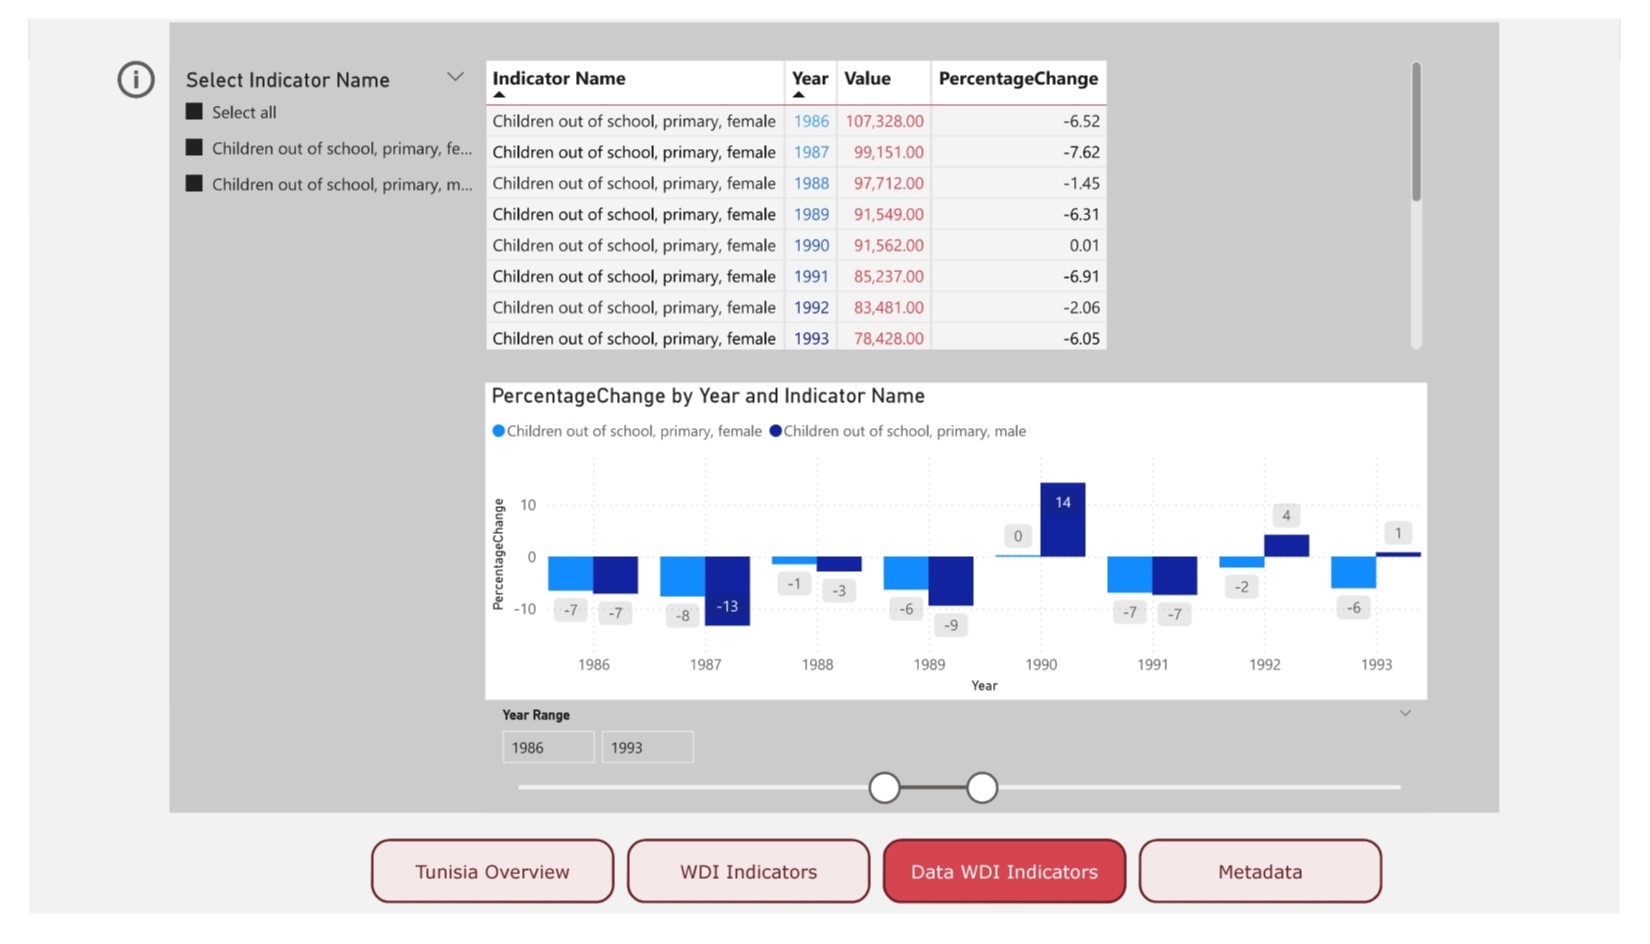 Select Indicator Name
Select all
Children out of school, primary, fe...
Children out of school, primary, m...
Indicator Name Year Value PercentageChange
Children out of school, primary, female 1986 107,328.00 -6.52
Children out of school, primary, female 1987 99,151.00 -7.62
Children out of school, primary, female 1988 97,712.00 -1.45
Children out of school, primary, female 1989 91,549.00 -6.31
Children out of school, primary, female 1990 91,562.00 0.01
Children out of school, primary, female 1991 85,237.00 -6.91
Children out of school, primary, female 1992 83,481.00 -2.06
Children out of school, primary, female 1993 78,428.00 -6.05
PercentageChange by Year and Indicator Name
Children out of school, primary, female Children out of school, primary, male
PercentageChange
10
0
-10
-7 -7 -8 -13 -1 -3 -6 -9 0 14 -7 -7 -2 4 -6 1
1986 1987 1988 1989 1990 1991 1992 1993
Year
Year Range
1986 1993
Tunisia Overview WDI Indicators Data WDI Indicators Metadata